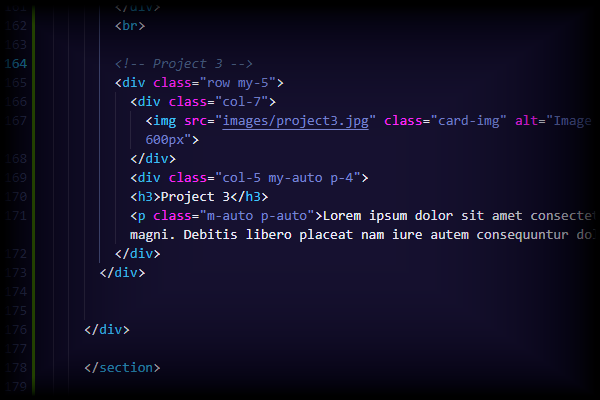 161 </div>
162 <br>
163
164 <!-- Project 3 -->
165 <div class="row my-5">
166 <div class="col-7">
167 <img src="images/project3.jpg" class="card-img" alt="Image
600px">
168 </div>
169 <div class="col-5 my-auto p-4">
170 <h3>Project 3</h3>
171 <p class="m-auto p-auto">Lorem ipsum dolor sit amet consectet
magni. Debitis libero placeat nam iure autem consequuntur dol
172 </div>
173 </div>
174
175
176 </div>
177
178 </section>
179